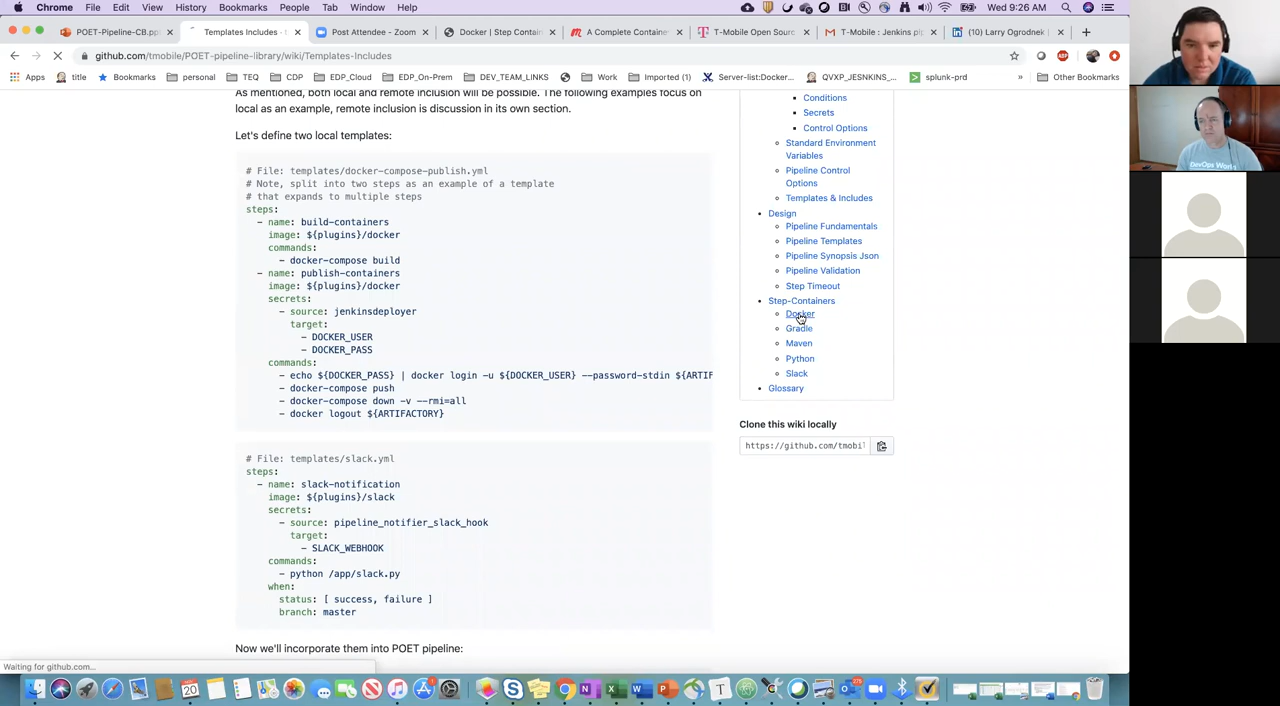 Chrome File Edit View History Bookmarks People Tab Window Help
Wed 9:26 AM
POET-Pipeline-CB.pp
Templates Includes ·
Post Attendee - Zoom
Docker | Step Contain
A Complete Container
T-Mobile Open Sourc
T-Mobile : Jenkins pi
(10) Larry Ogrodnek |
github.com/tmobile/POET-pipeline-library/wiki/Templates-Includes
Apps title Bookmarks personal TEQ CDP EDP_Cloud EDP_On-Prem DEV_TEAM_LINKS Work Imported (1) Server-list:Docker... QVXP_JESNKINS_... splunk-prd » Other Bookmarks
As mentioned, both local and remote inclusion will be possible. The following examples focus on
local as an example, remote inclusion is discussion in its own section.
Let's define two local templates:
# File: templates/docker-compose-publish.yml
# Note, split into two steps as an example of a template
# that expands to multiple steps
steps:
- name: build-containers
image: ${plugins}/docker
commands:
- docker-compose build
- name: publish-containers
image: ${plugins}/docker
secrets:
- source: jenkinsdeployer
target:
- DOCKER_USER
- DOCKER_PASS
commands:
- echo ${DOCKER_PASS} | docker login -u ${DOCKER_USER} --password-stdin ${ARTIF
- docker-compose push
- docker-compose down -v --rmi=all
- docker logout ${ARTIFACTORY}
# File: templates/slack.yml
steps:
- name: slack-notification
image: ${plugins}/slack
secrets:
- source: pipeline_notifier_slack_hook
target:
- SLACK_WEBHOOK
commands:
- python /app/slack.py
when:
status: [ success, failure ]
branch: master
Now we'll incorporate them into POET pipeline:
Conditions
Secrets
Control Options
Standard Environment
Variables
Pipeline Control
Options
Templates & Includes
Design
Pipeline Fundamentals
Pipeline Templates
Pipeline Synopsis Json
Pipeline Validation
Step Timeout
Step-Containers
Docker
Gradle
Maven
Python
Slack
Glossary
Clone this wiki locally
https://github.com/tmobil
Waiting for github.com...